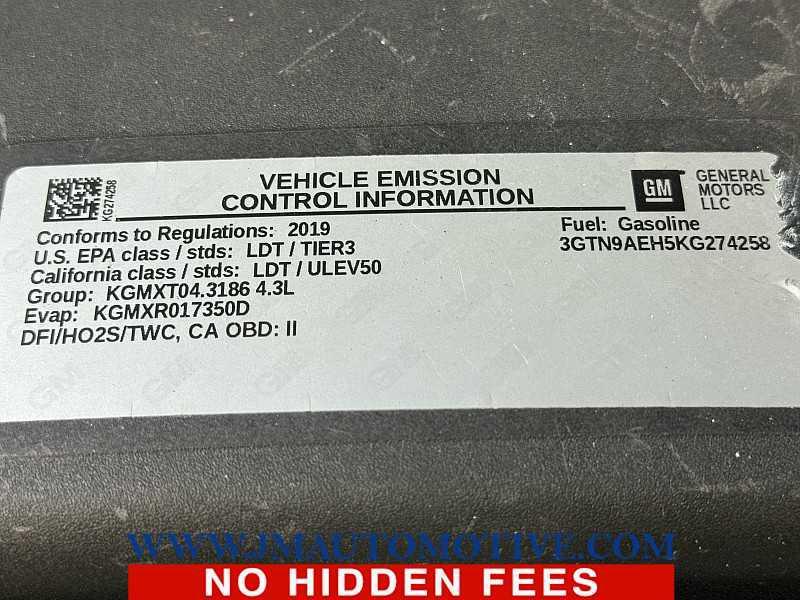 VEHICLE EMISSION
CONTROL INFORMATION
KG274258
GM
GENERAL
MOTORS
LLC
Conforms to Regulations: 2019
U.S. EPA class / stds: LDT / TIER3
California class / stds: LDT / ULEV50
Group: KGMXT04.3186 4.3L
Evap: KGMXR017350D
DFI/HO2S/TWC, CA OBD: II
Fuel: Gasoline
3GTN9AEH5KG274258
WWW.JMAUTOMOTIVE.COM
NO HIDDEN FEES